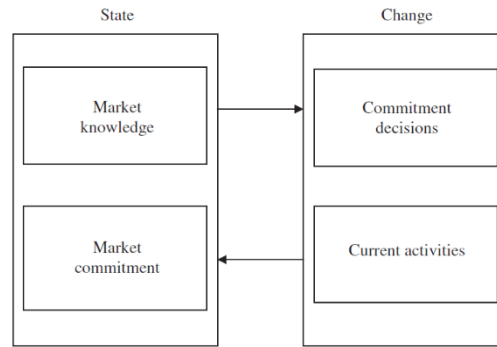 State
Change
Market
knowledge
Commitment
decisions
Market
commitment
Current activities